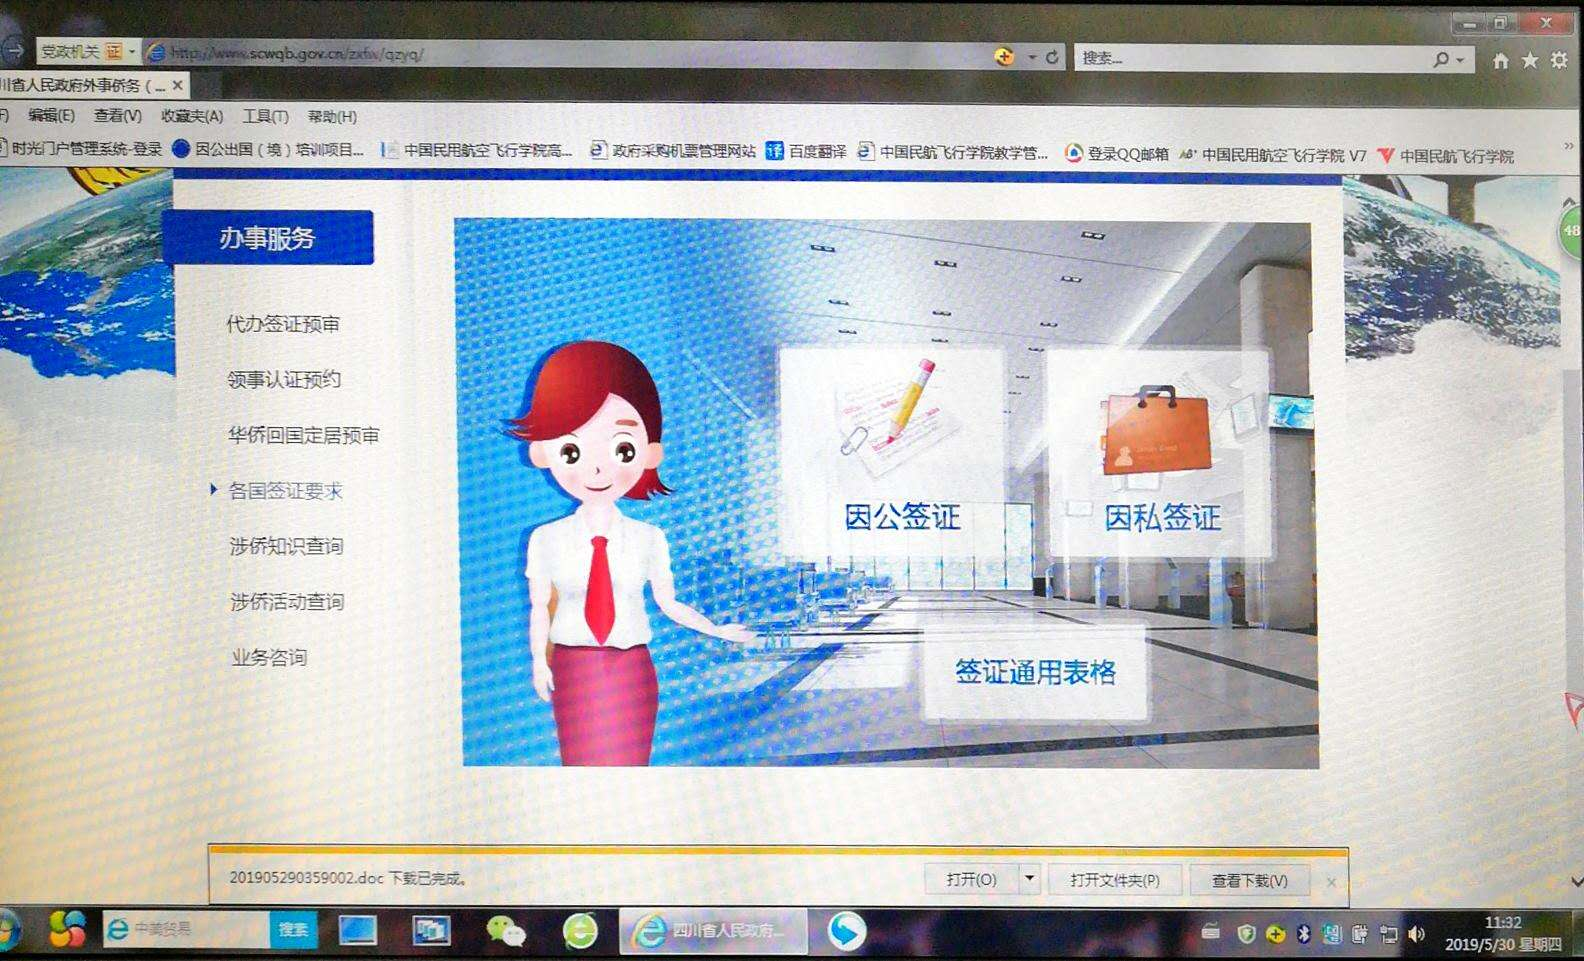 党政机关 证 http://www.scwqb.gov.cn/zxfw/qzyq/ 搜索...
川省人民政府外事侨务（...
编辑(E) 查看(V) 收藏夹(A) 工具(T) 帮助(H)
时光门户管理系统-登录 因公出国（境）培训项目... 中国民用航空飞行学院高... 政府采购机票管理网站 译 百度翻译 中国民航飞行学院教学管... 登录QQ邮箱 中国民用航空飞行学院 V7 中国民航飞行学院
48
办事服务
代办签证预审
领事认证预约
华侨回国定居预审
各国签证要求
涉侨知识查询
涉侨活动查询
业务咨询
因公签证
因私签证
签证通用表格
201905290359002.doc 下载已完成。 打开(O) 打开文件夹(P) 查看下载(V)
中美贸易 搜索 四川省人民政府... 11:32
2019/5/30 星期四